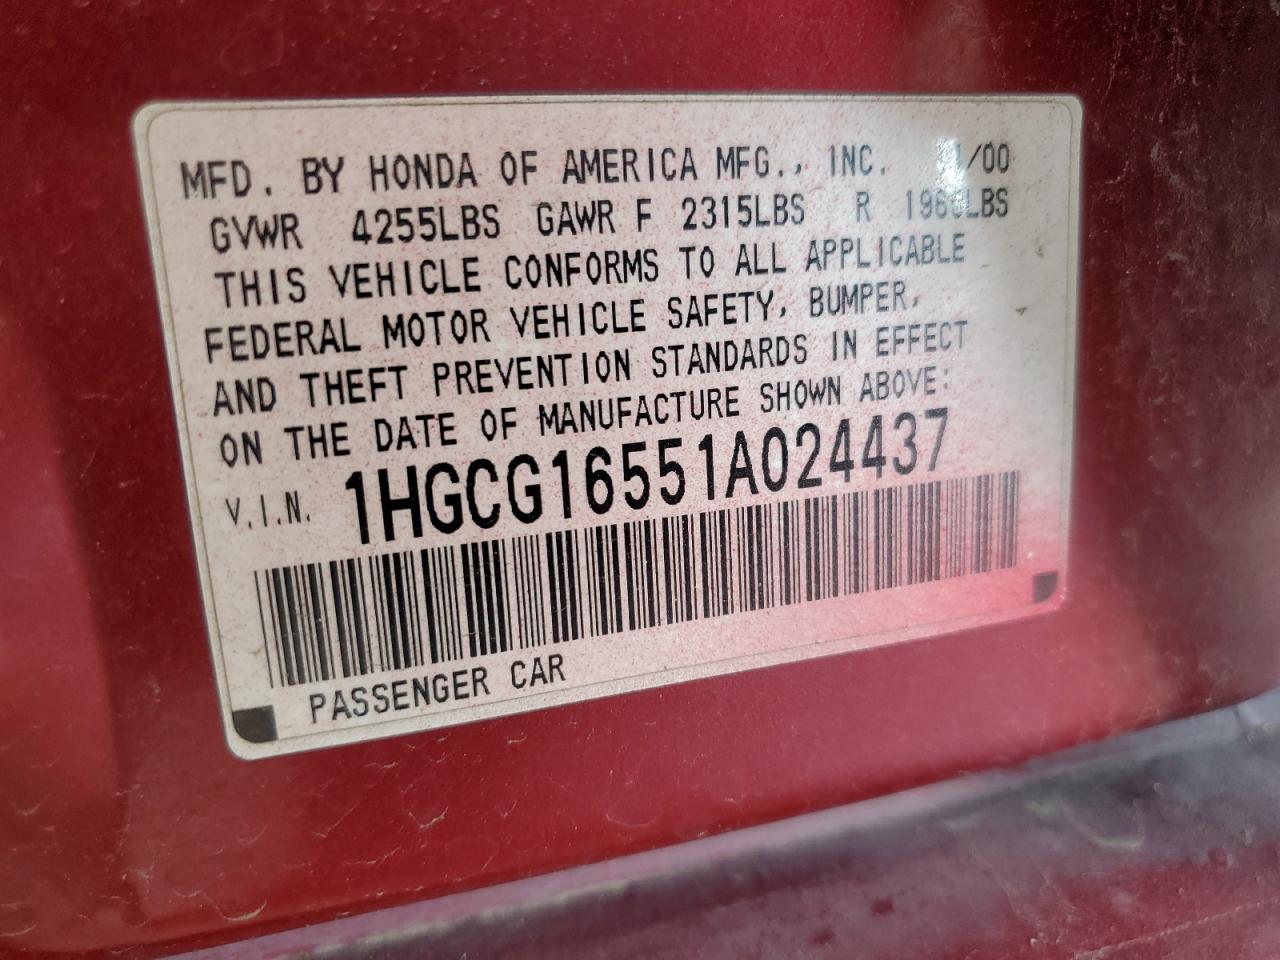 MFD. BY HONDA OF AMERICA MFG., INC.
GVWR 4255LBS GAWR F 2315LBS R
THIS VEHICLE CONFORMS TO ALL APPLICABLE
FEDERAL MOTOR VEHICLE SAFETY, BUMPER,
AND THEFT PREVENTION STANDARDS IN EFFECT
ON THE DATE OF MANUFACTURE SHOWN ABOVE:
V.I.N. 1HGCG16551A024437
PASSENGER CAR